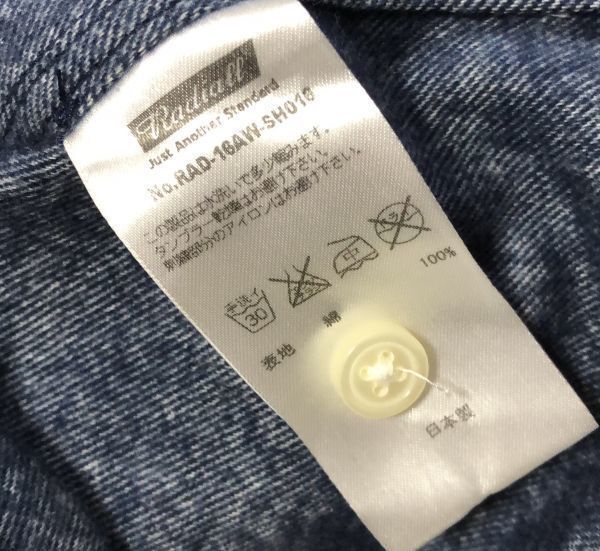 Radiall
Just Another Standard
No.RAD-16AW-SH018
この製品は水洗いで多少縮みます。
タンブラー乾燥はお避け下さい。
刺繍部分のアイロンはお避け下さい。
手洗イ
30
中
表地 綿 100%
日本製